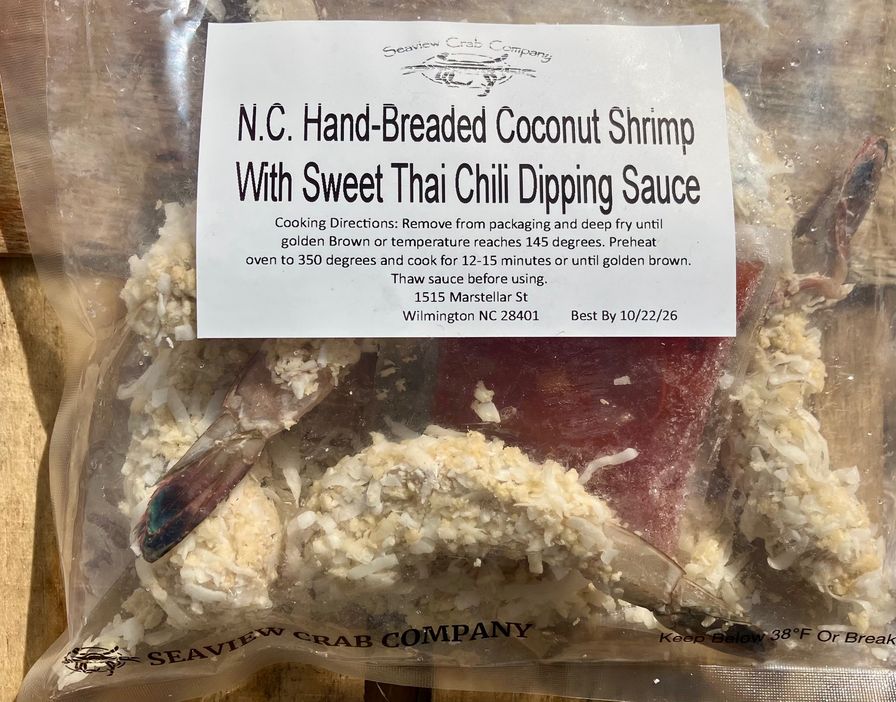 Seaview Crab Company
N.C. Hand-Breaded Coconut Shrimp
With Sweet Thai Chili Dipping Sauce
Cooking Directions: Remove from packaging and deep fry until
golden Brown or temperature reaches 145 degrees. Preheat
oven to 350 degrees and cook for 12-15 minutes or until golden brown.
Thaw sauce before using.
1515 Marstellar St
Wilmington NC 28401 Best By 10/22/26
SEAVIEW CRAB COMPANY
Keep Below 38°F Or Break